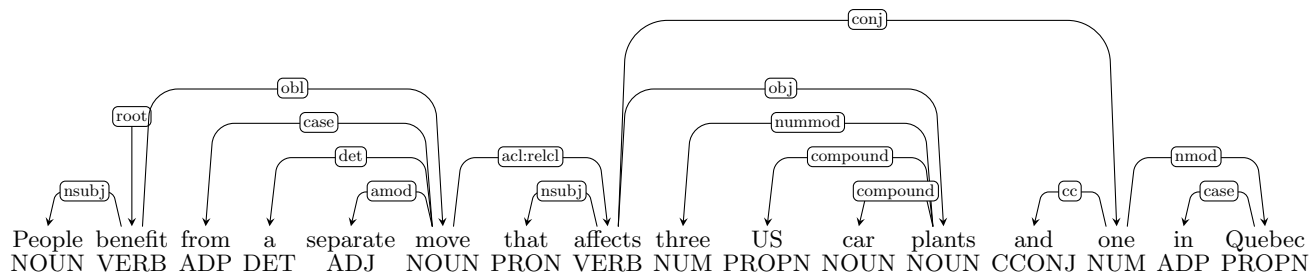 conj
obl obj
root case nummod
det acl:relcl compound nmod
nsubj amod nsubj compound cc case
People benefit from a separate move that affects three US car plants and one in Quebec
NOUN VERB ADP DET ADJ NOUN PRON VERB NUM PROPN NOUN NOUN CCONJ NUM ADP PROPN